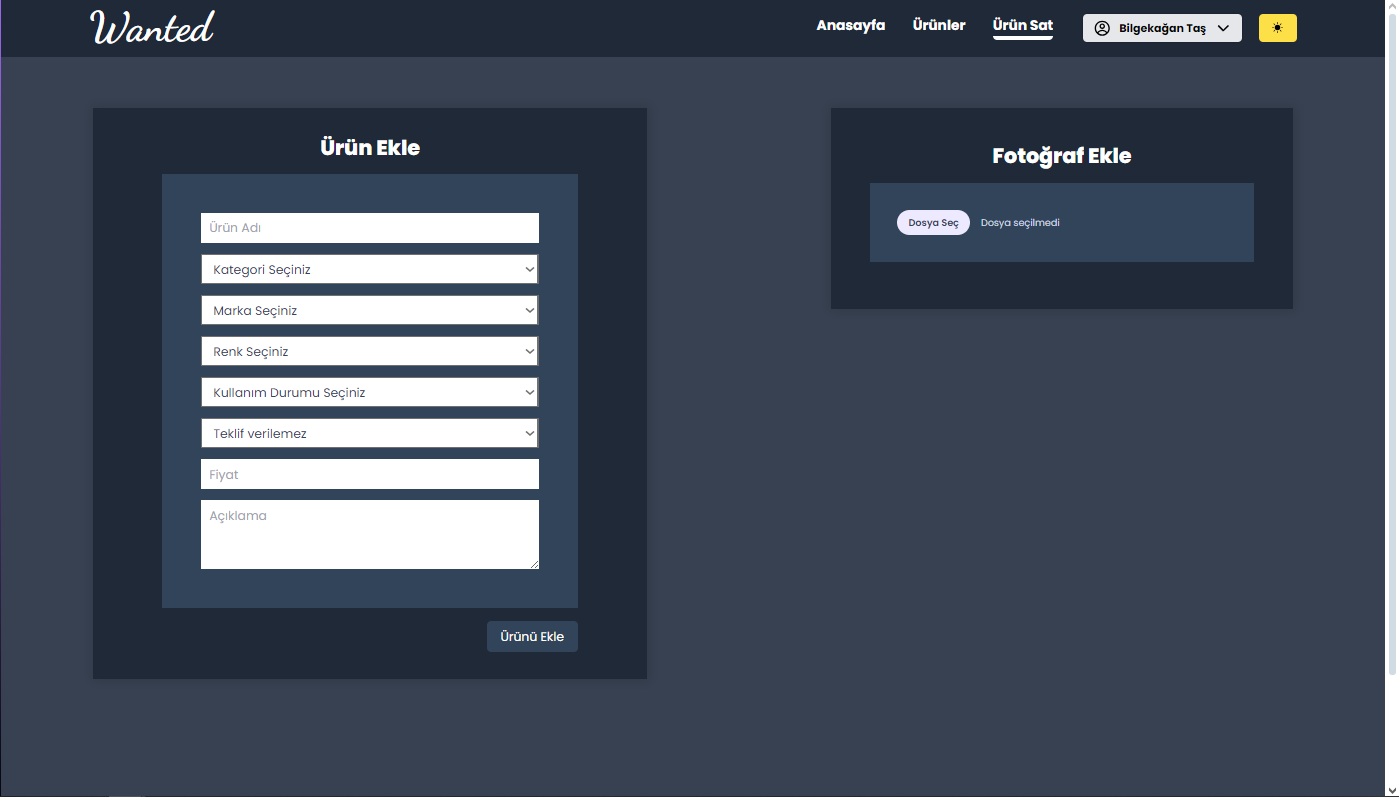 Wanted
Anasayfa
Ürünler
Ürün Sat
Bilgekağan Taş
Ürün Ekle
Ürün Adı
Kategori Seçiniz
Marka Seçiniz
Renk Seçiniz
Kullanım Durumu Seçiniz
Teklif verilemez
Fiyat
Açıklama
Ürünü Ekle
Fotoğraf Ekle
Dosya Seç
Dosya seçilmedi